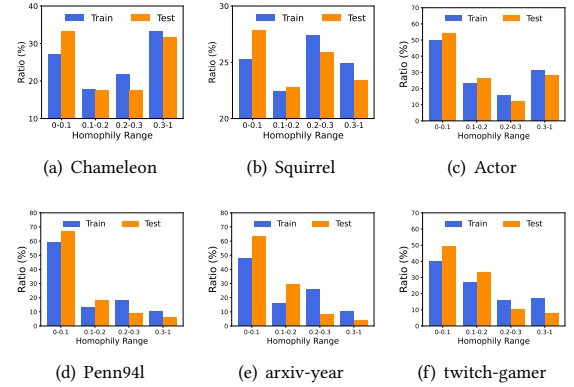 Train Test
Ratio (%)
40
30
20
10
0-0.1 0.1-0.2 0.2-0.3 0.3-1
Homophily Range
(a) Chameleon
Train Test
Ratio (%)
30
25
20
0-0.1 0.1-0.2 0.2-0.3 0.3-1
Homophily Range
(b) Squirrel
Train Test
Ratio (%)
70
60
50
40
30
20
10
0
0-0.1 0.1-0.2 0.2-0.3 0.3-1
Homophily Range
(c) Actor
Train Test
Ratio (%)
80
70
60
50
40
30
20
10
0
0-0.1 0.1-0.2 0.2-0.3 0.3-1
Homophily Range
(d) Penn94l
Train Test
Ratio (%)
80
70
60
50
40
30
20
10
0
0-0.1 0.1-0.2 0.2-0.3 0.3-1
Homophily Range
(e) arxiv-year
Train Test
Ratio (%)
70
60
50
40
30
20
10
0
0-0.1 0.1-0.2 0.2-0.3 0.3-1
Homophily Range
(f) twitch-gamer